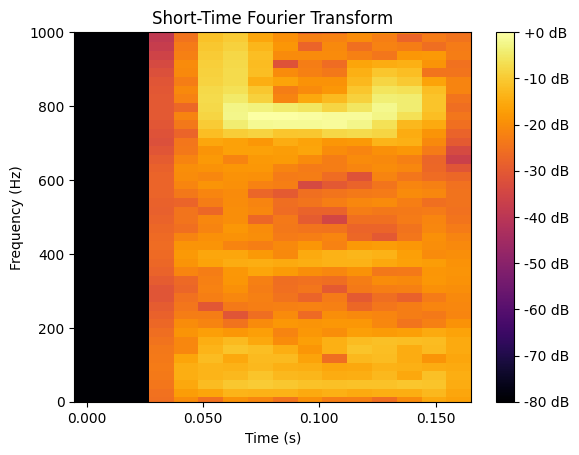 Short-Time Fourier Transform
1000
800
600
400
200
0
Frequency (Hz)
0.000
0.050
0.100
0.150
Time (s)
+0 dB
-10 dB
-20 dB
-30 dB
-40 dB
-50 dB
-60 dB
-70 dB
-80 dB